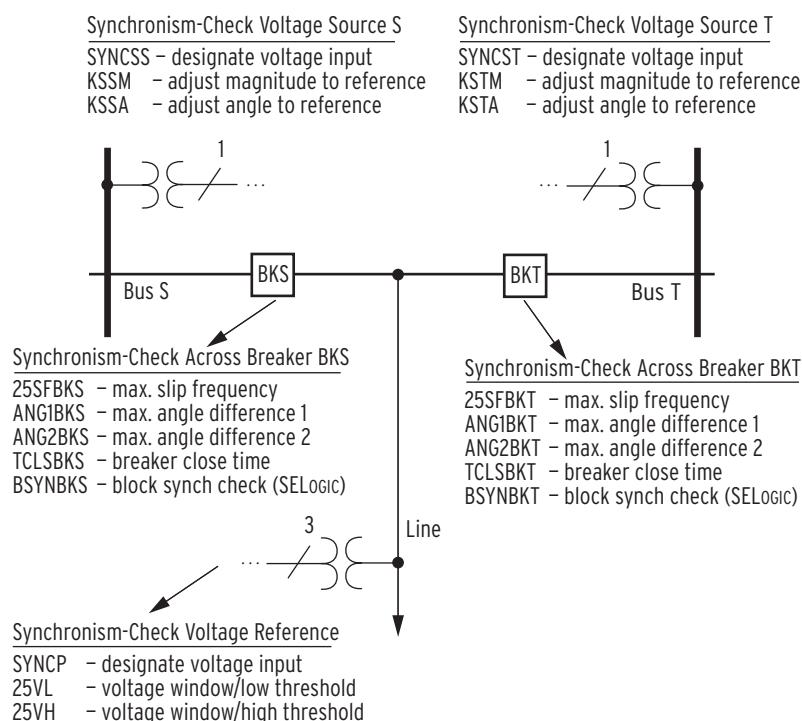 Synchronism-Check Voltage Source S
SYNCSS – designate voltage input
KSSM – adjust magnitude to reference
KSSA – adjust angle to reference
Synchronism-Check Voltage Source T
SYNCST – designate voltage input
KSTM – adjust magnitude to reference
KSTA – adjust angle to reference
1
...
... 1
BKS
BKT
Bus S
Bus T
Synchronism-Check Across Breaker BKS
25SFBKS – max. slip frequency
ANG1BKS – max. angle difference 1
ANG2BKS – max. angle difference 2
TCLSBKS – breaker close time
BSYNBKS – block synch check (SELOGIC)
Synchronism-Check Across Breaker BKT
25SFBKT – max. slip frequency
ANG1BKT – max. angle difference 1
ANG2BKT – max. angle difference 2
TCLSBKT – breaker close time
BSYNBKT – block synch check (SELOGIC)
3
...
Line
Synchronism-Check Voltage Reference
SYNCP – designate voltage input
25VL – voltage window/low threshold
25VH – voltage window/high threshold